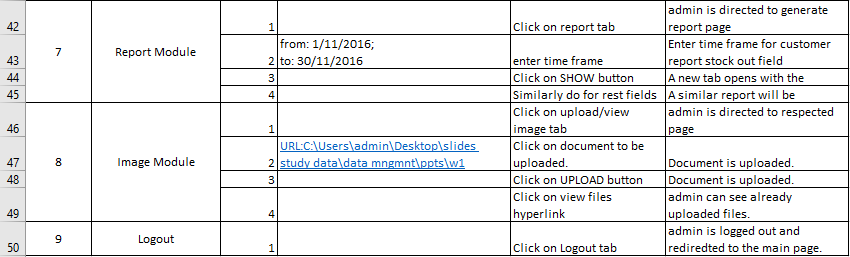 42 1 Click on report tab admin is directed to generate
report page
7 Report Module
43 2 from: 1/11/2016;
to: 30/11/2016 enter time frame Enter time frame for customer
report stock out field
44 3 Click on SHOW button A new tab opens with the
45 4 Similarly do for rest fields A similar report will be
46 1 Click on upload/view
image tab admin is directed to respected
page
8 Image Module
47 2 URL:C:\Users\admin\Desktop\slides
study data\data mngmnt\ppts\w1 Click on document to be
uploaded. Document is uploaded.
48 3 Click on UPLOAD button Document is uploaded.
49 4 Click on view files
hyperlink admin can see already
uploaded files.
9 Logout
50 1 Click on Logout tab admin is logged out and
rediredted to the main page.